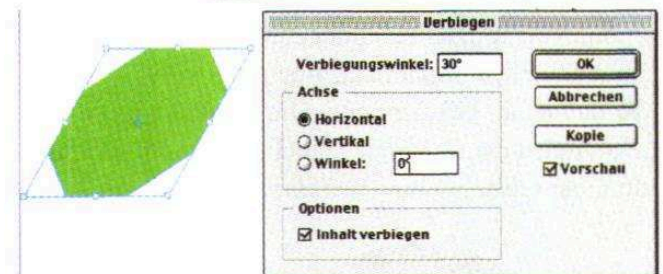 Verbiegen
Verbiegungswinkel: 30°
OK
Achse
Abbrechen
Horizontal
Vertikal
Kopie
Winkel: 0°
Vorschau
Optionen
Inhalt verbiegen